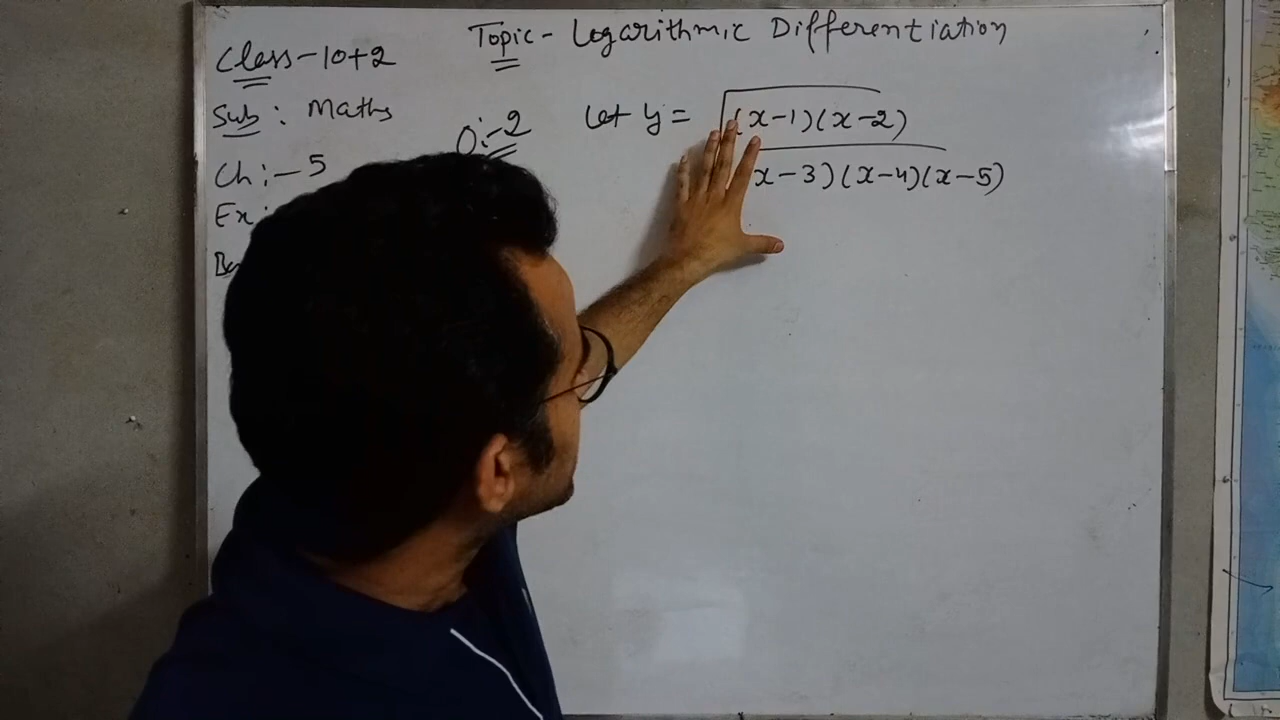 Topic - Logarithmic Differentiation
Class - 10+2
Sub : Maths
Ch :- 5
Ex :
Q:-2
Let y = √(x-1)(x-2)
x-3)(x-4)(x-5)